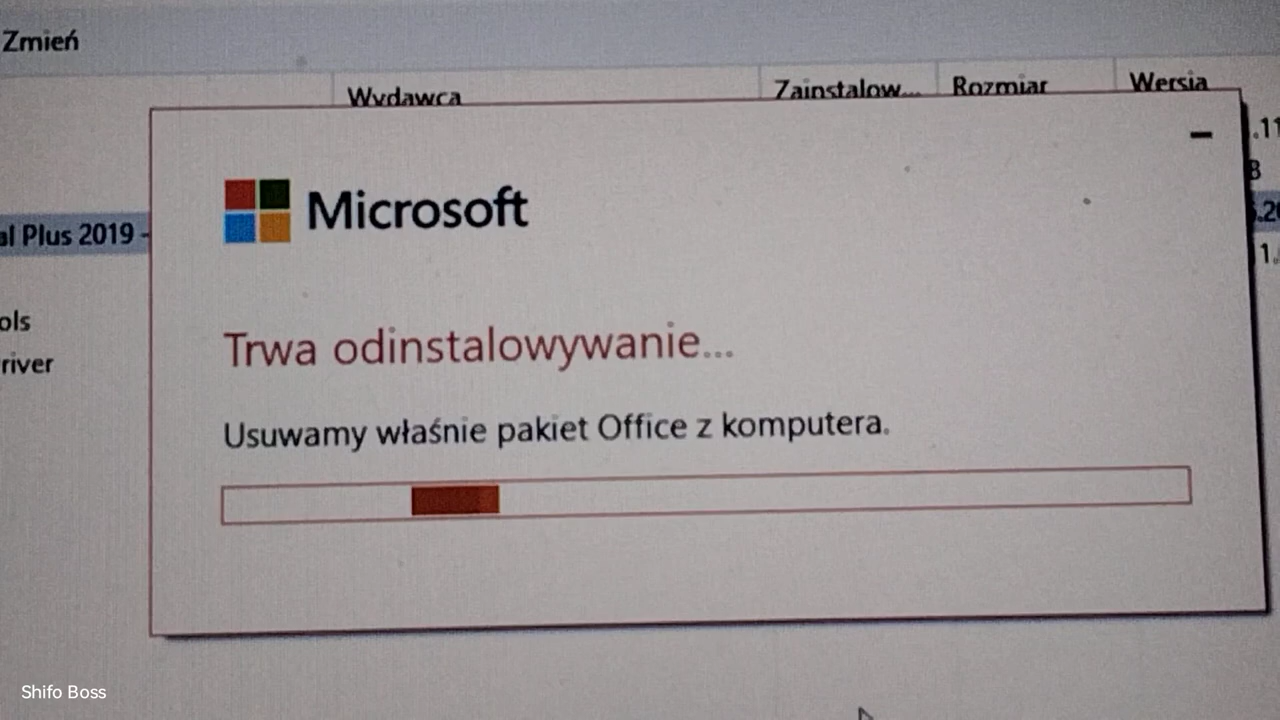 Zmień
Wydawca Zainstalow... Rozmiar Wersja
Microsoft
al Plus 2019 -
Trwa odinstalowywanie...
ols
river
Usuwamy właśnie pakiet Office z komputera.
Shifo Boss